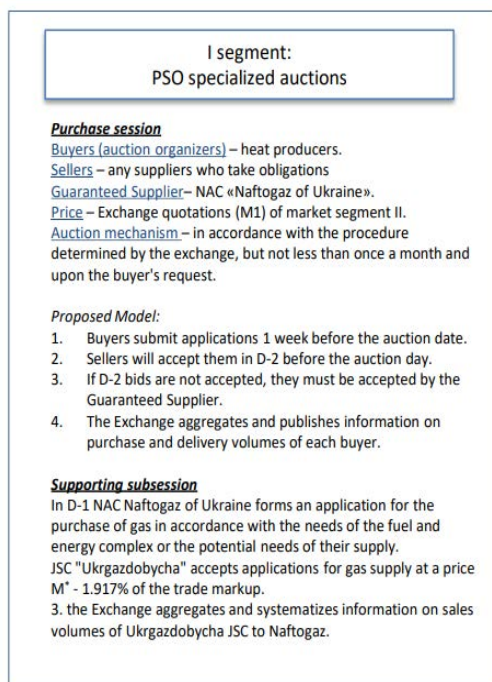 I segment:
PSO specialized auctions
Purchase session
Buyers (auction organizers) – heat producers.
Sellers – any suppliers who take obligations
Guaranteed Supplier– NAC «Naftogaz of Ukraine».
Price – Exchange quotations (M1) of market segment II.
Auction mechanism – in accordance with the procedure
determined by the exchange, but not less than once a month and
upon the buyer's request.
Proposed Model:
1. Buyers submit applications 1 week before the auction date.
2. Sellers will accept them in D-2 before the auction day.
3. If D-2 bids are not accepted, they must be accepted by the
Guaranteed Supplier.
4. The Exchange aggregates and publishes information on
purchase and delivery volumes of each buyer.
Supporting subsession
In D-1 NAC Naftogaz of Ukraine forms an application for the
purchase of gas in accordance with the needs of the fuel and
energy complex or the potential needs of their supply.
JSC "Ukrgazdobycha" accepts applications for gas supply at a price
M* - 1.917% of the trade markup.
3. the Exchange aggregates and systematizes information on sales
volumes of Ukrgazdobycha JSC to Naftogaz.